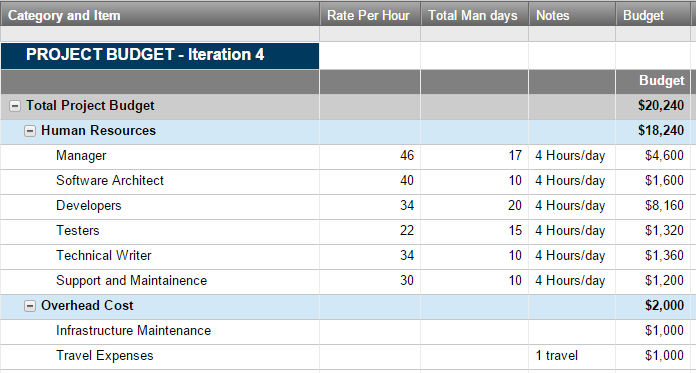 Category and Item Rate Per Hour Total Man days Notes Budget
PROJECT BUDGET - Iteration 4
Budget
Total Project Budget $20,240
Human Resources $18,240
Manager 46 17 4 Hours/day $4,600
Software Architect 40 10 4 Hours/day $1,600
Developers 34 20 4 Hours/day $8,160
Testers 22 15 4 Hours/day $1,320
Technical Writer 34 10 4 Hours/day $1,360
Support and Maintainence 30 10 4 Hours/day $1,200
Overhead Cost $2,000
Infrastructure Maintenance $1,000
Travel Expenses 1 travel $1,000